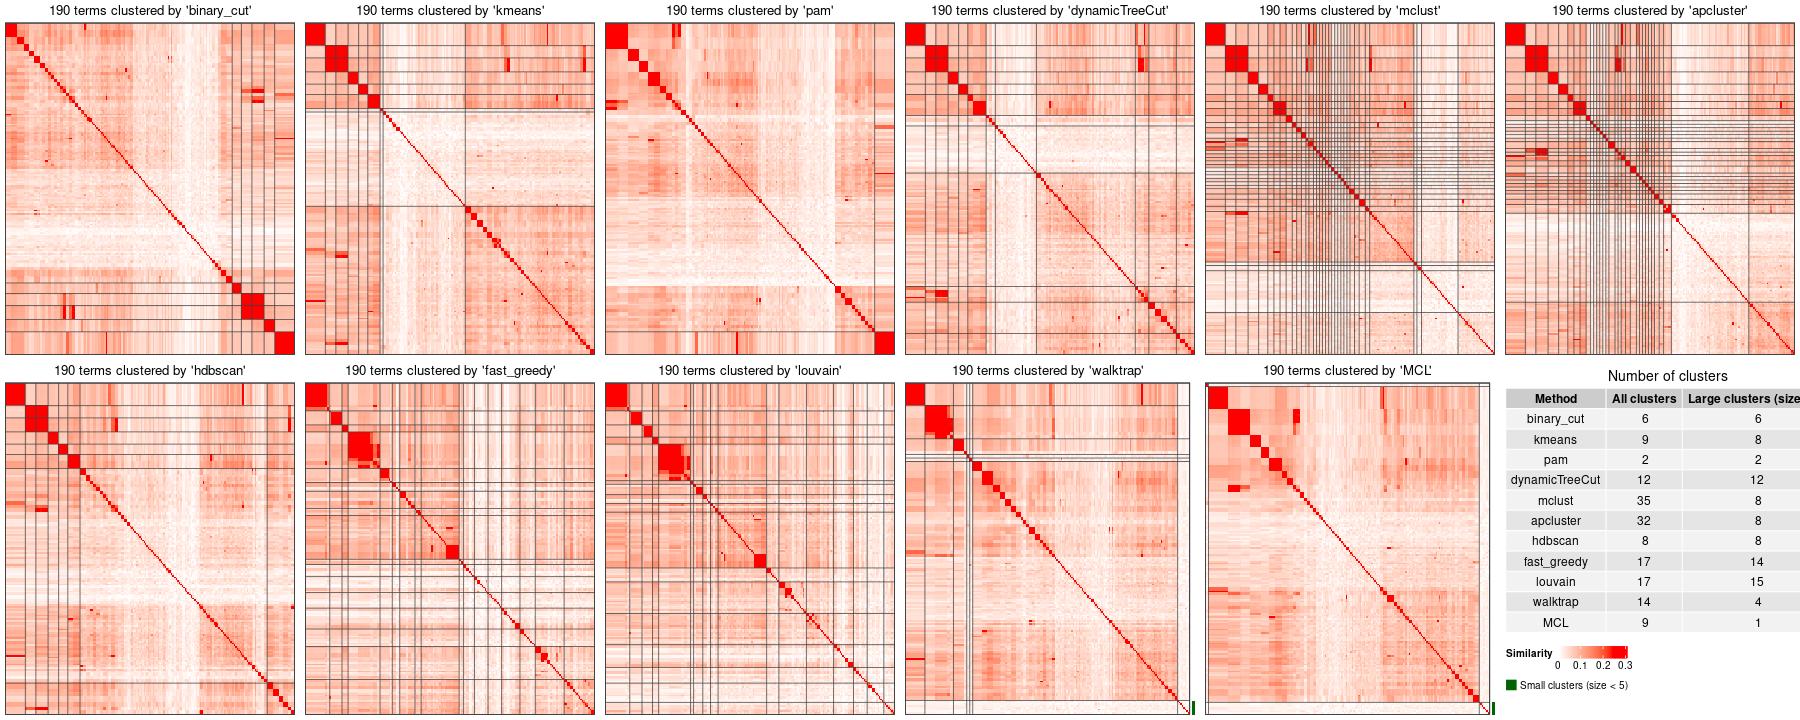 190 terms clustered by 'binary_cut'
190 terms clustered by 'kmeans'
190 terms clustered by 'pam'
190 terms clustered by 'dynamicTreeCut'
190 terms clustered by 'mclust'
190 terms clustered by 'apcluster'
190 terms clustered by 'hdbscan'
190 terms clustered by 'fast_greedy'
190 terms clustered by 'louvain'
190 terms clustered by 'walktrap'
190 terms clustered by 'MCL'
Number of clusters
Method All clusters Large clusters (size
binary_cut 6 6
kmeans 9 8
pam 2 2
dynamicTreeCut 12 12
mclust 35 8
apcluster 32 8
hdbscan 8 8
fast_greedy 17 14
louvain 17 15
walktrap 14 4
MCL 9 1
Similarity
0 0.1 0.2 0.3
Small clusters (size < 5)